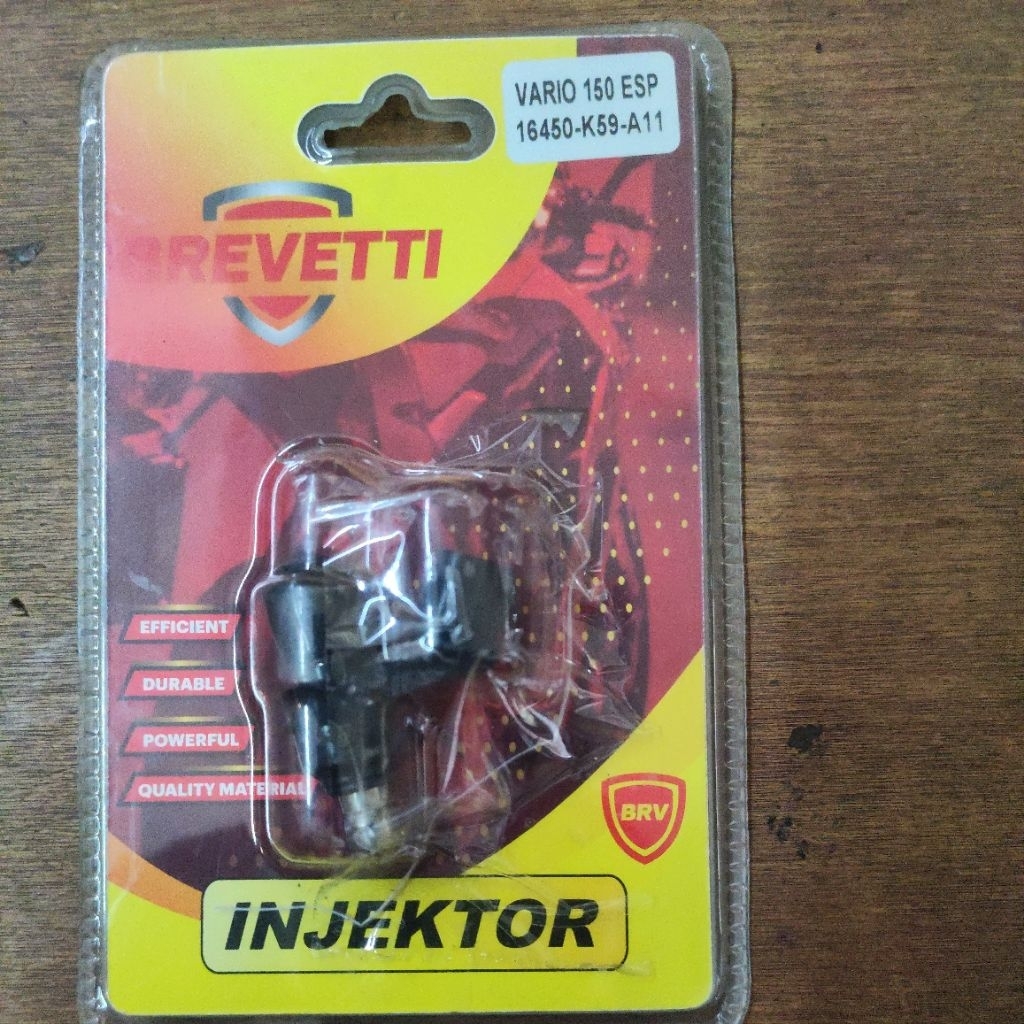 VARIO 150 ESP
16450-K59-A11
BREVETTI
EFFICIENT
DURABLE
POWERFUL
QUALITY MATERIAL
BRV
INJEKTOR